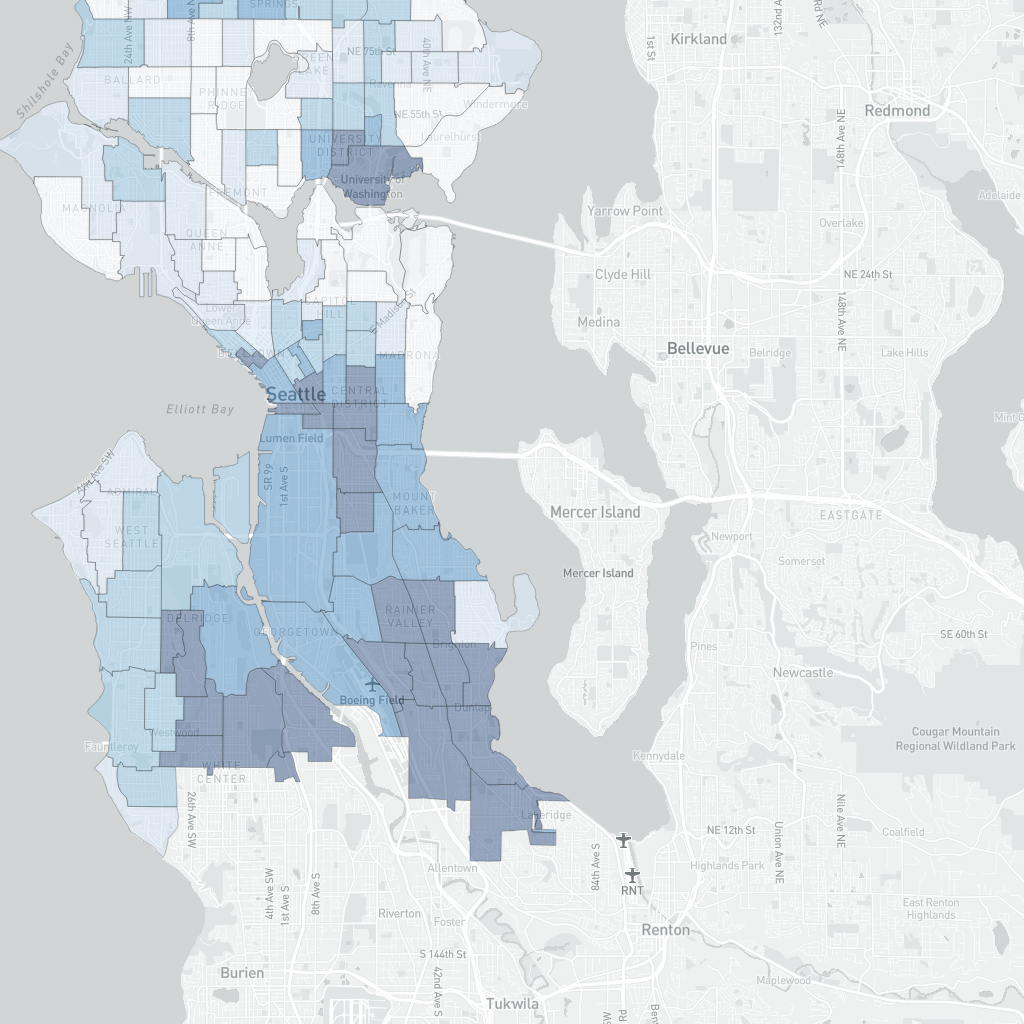 SPRINGS
24th Ave NW
8th Ave N
NE 75th St
40th Ave NE
1st St
Kirkland
132nd A
RD NE
Shilshole Bay
BALLARD
GREEN
LAKE
Ravenna
PHINNEY
RIDGE
Windermere
NE 55th St
Laurelhurst
Redmond
148th Ave NE
UNIVERSITY
DISTRICT
University of
Washington
FREMONT
MAGNOLIA
QUEEN
ANNE
Yarrow Point
Overlake
Adelaide
Clyde Hill
NE 24th St
148th Ave NE
Medina
CAPITOL
HILL
E Madison St
Lower
Queen Anne
Bellevue
Belridge
Lake Hills
BELLTOWN
MADRONA
Seattle
CENTRAL
DISTRICT
Elliott Bay
Mint G
Lumen Field
SR 99
1st Ave S
MOUNT
BAKER
ADMIRAL
WEST
SEATTLE
Mercer Island
EASTGATE
Newport
Somerset
Mercer Island
RAINIER
VALLEY
DELRIDGE
GEORGETOWN
Brighton
SE 60th St
Pines
Newcastle
Boeing Field
Dunlap
Westwood
Fauntleroy
WHITE
CENTER
Kennydale
Cougar Mountain
Regional Wildland Park
26th Ave SW
Lakeridge
NE 12th St
Union Ave NE
Nile Ave NE
Coalfield
84th Ave S
Highlands Park
Allentown
RNT
4th Ave SW
1st Ave S
8th Ave S
Riverton
Foster
East Renton
Highlands
Renton
S 144th St
42nd Ave S
Burien
Maplewood
Tukwila
MER SW